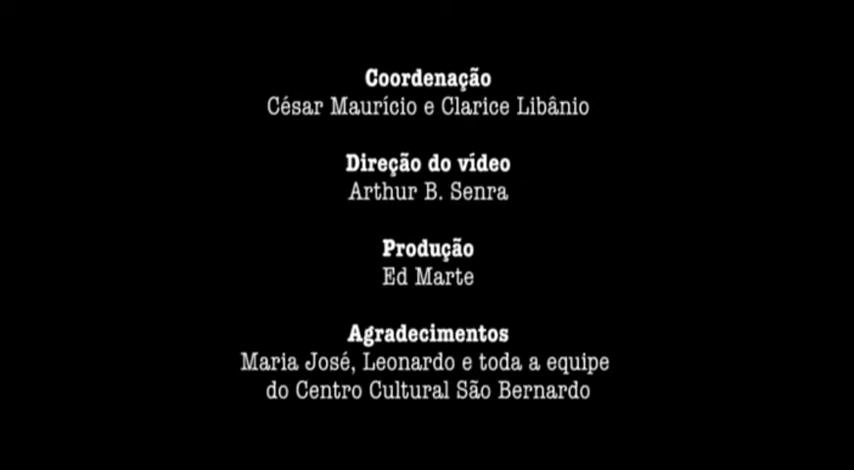 Coordenação
César Maurício e Clarice Libânio
Direção do vídeo
Arthur B. Senra
Produção
Ed Marte
Agradecimentos
Maria José, Leonardo e toda a equipe
do Centro Cultural São Bernardo